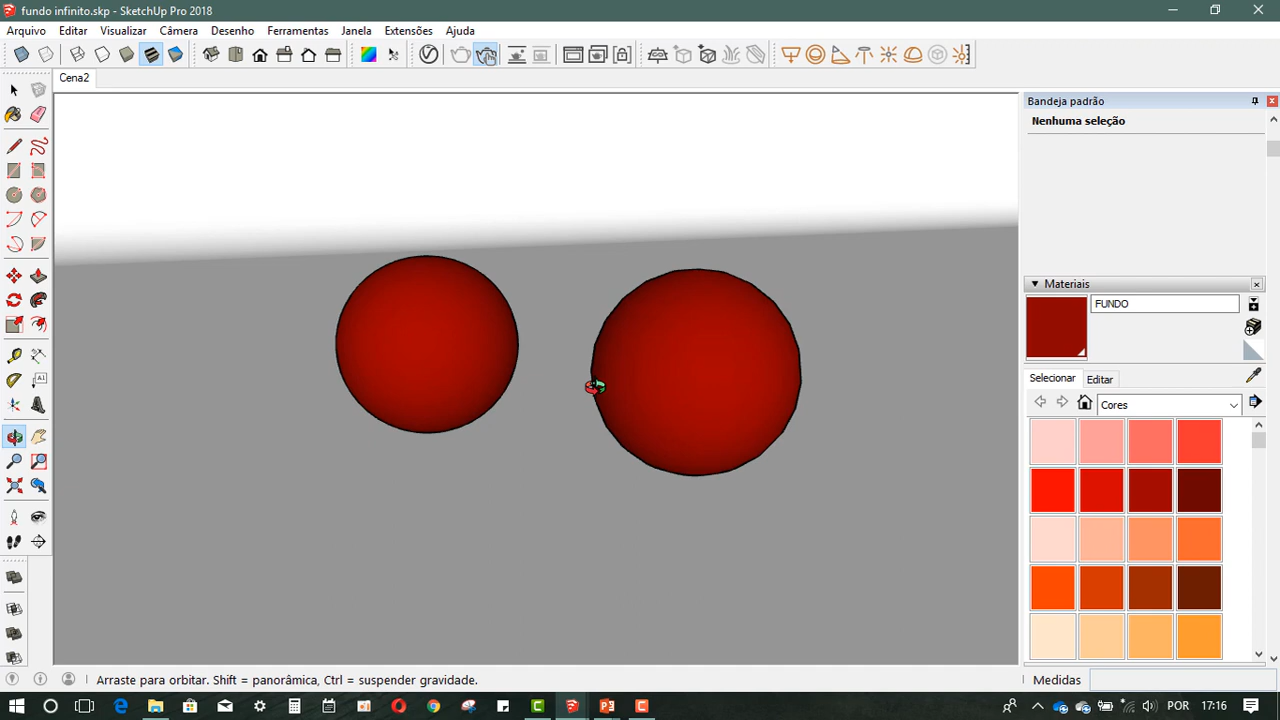 fundo infinito.skp - SketchUp Pro 2018
Arquivo Editar Visualizar Câmera Desenho Ferramentas Janela Extensões Ajuda
Cena2
Bandeja padrão
Nenhuma seleção
Materiais
FUNDO
Selecionar Editar
Cores
A1
Arraste para orbitar. Shift = panorâmica, Ctrl = suspender gravidade.
Medidas
POR 17:16